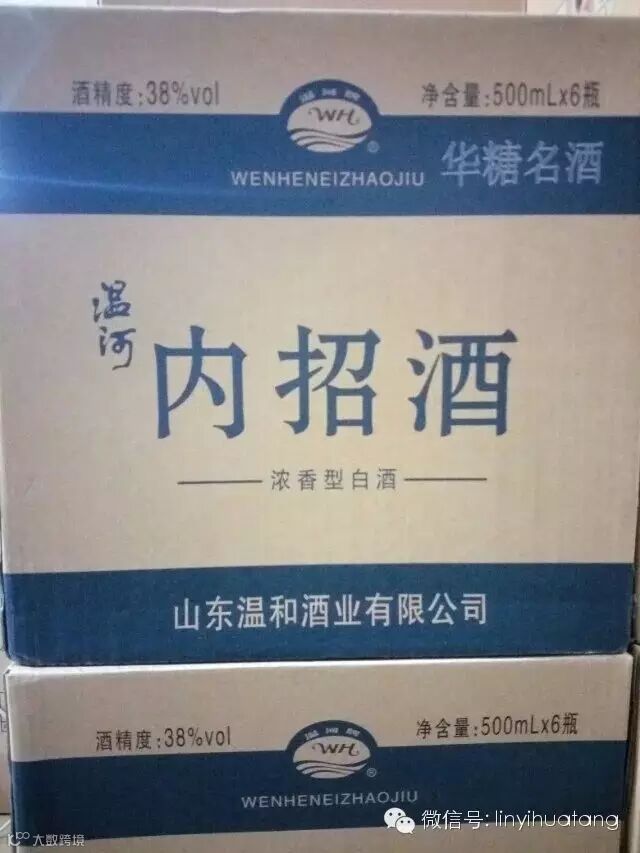 酒精度:38%vol
温河牌
WH
®
净含量:500mLx6瓶
WENHENEIZHAOJIU
华糖名酒
温河
内招酒
浓香型白酒
山东温和酒业有限公司
酒精度:38%vol
温河牌
WH
®
净含量:500mLx6瓶
WENHENEIZHAOJIU
微信号: linyihuatang
大数跨境